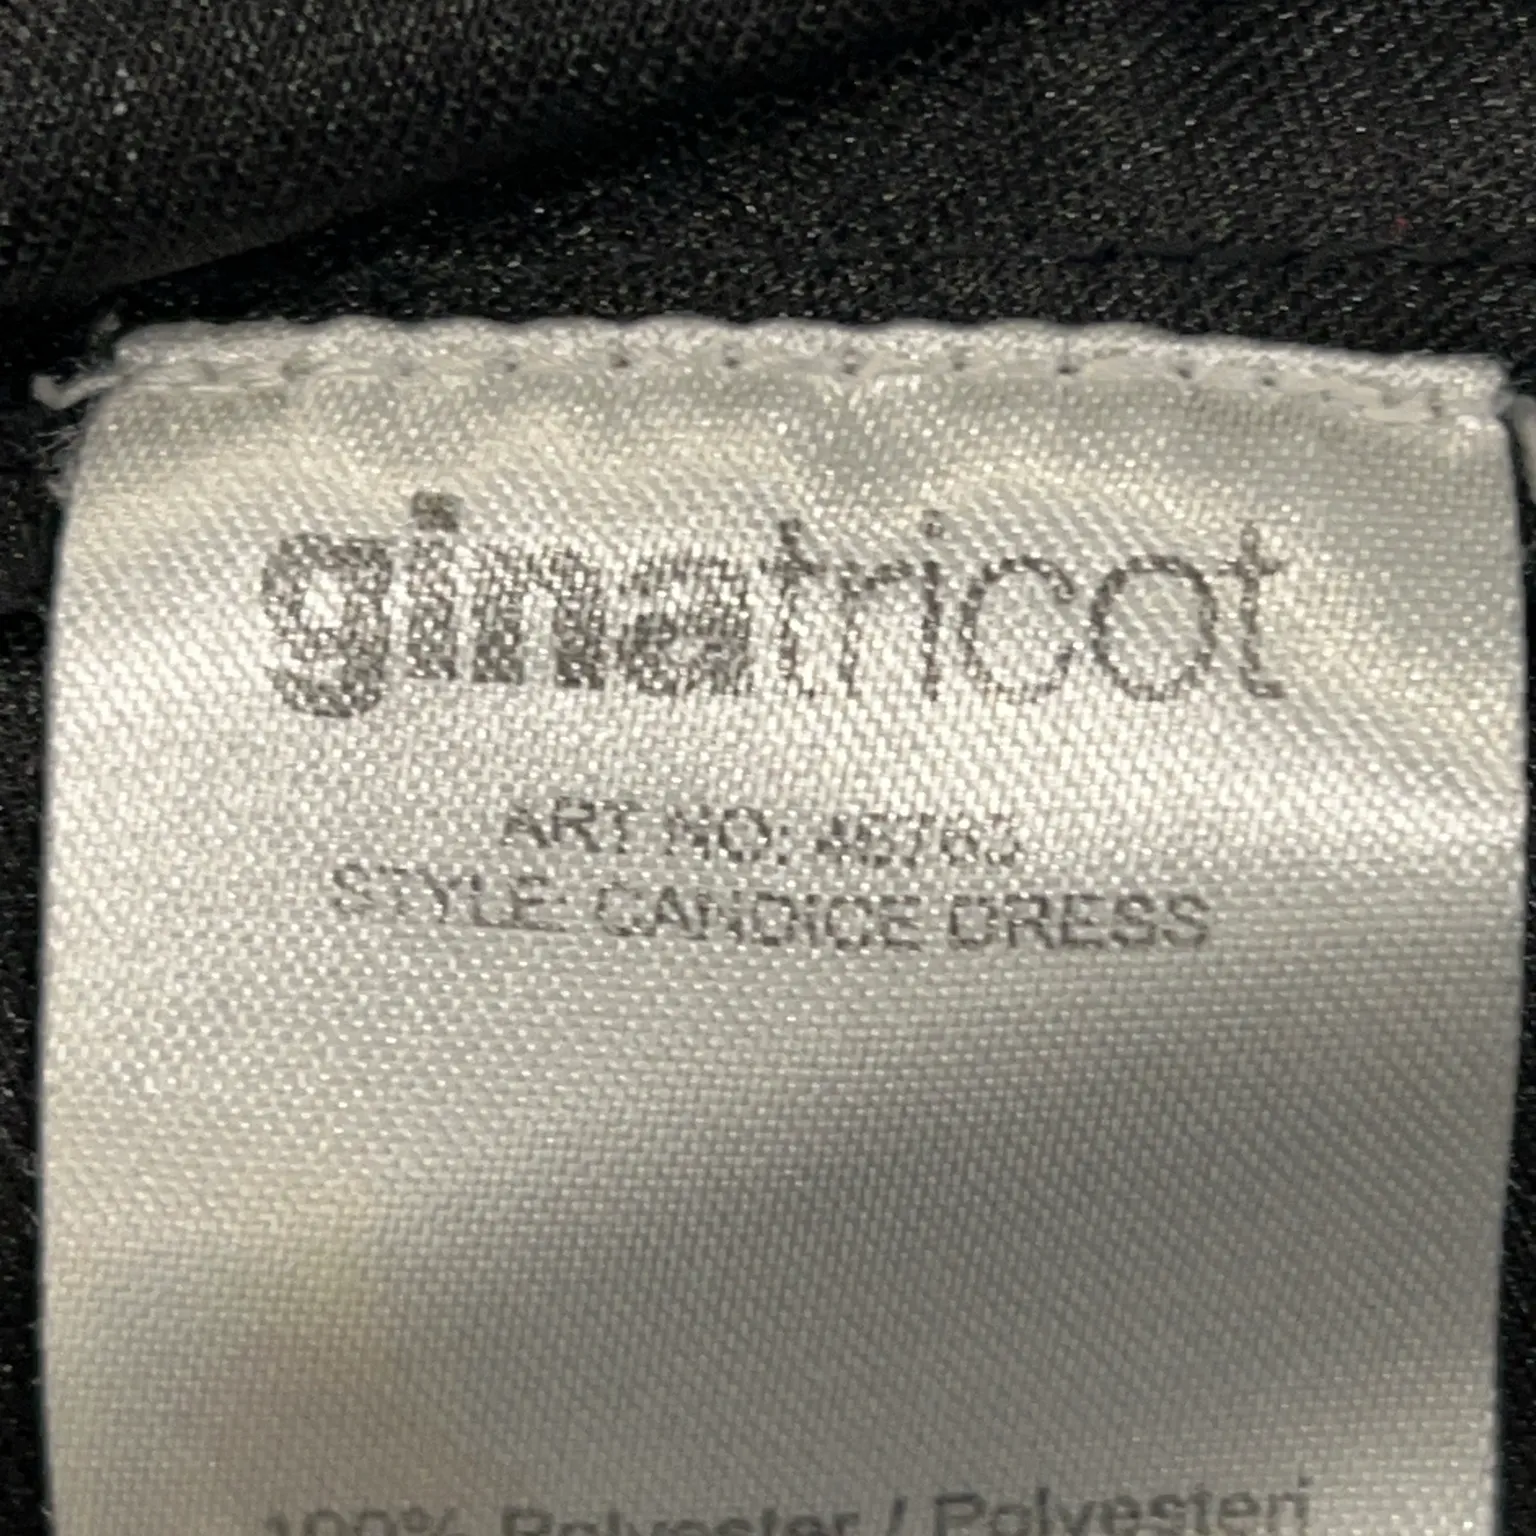 ginatricot
ART NO: 45763
STYLE: CANDICE DRESS
100% Polyester / Polyesteri